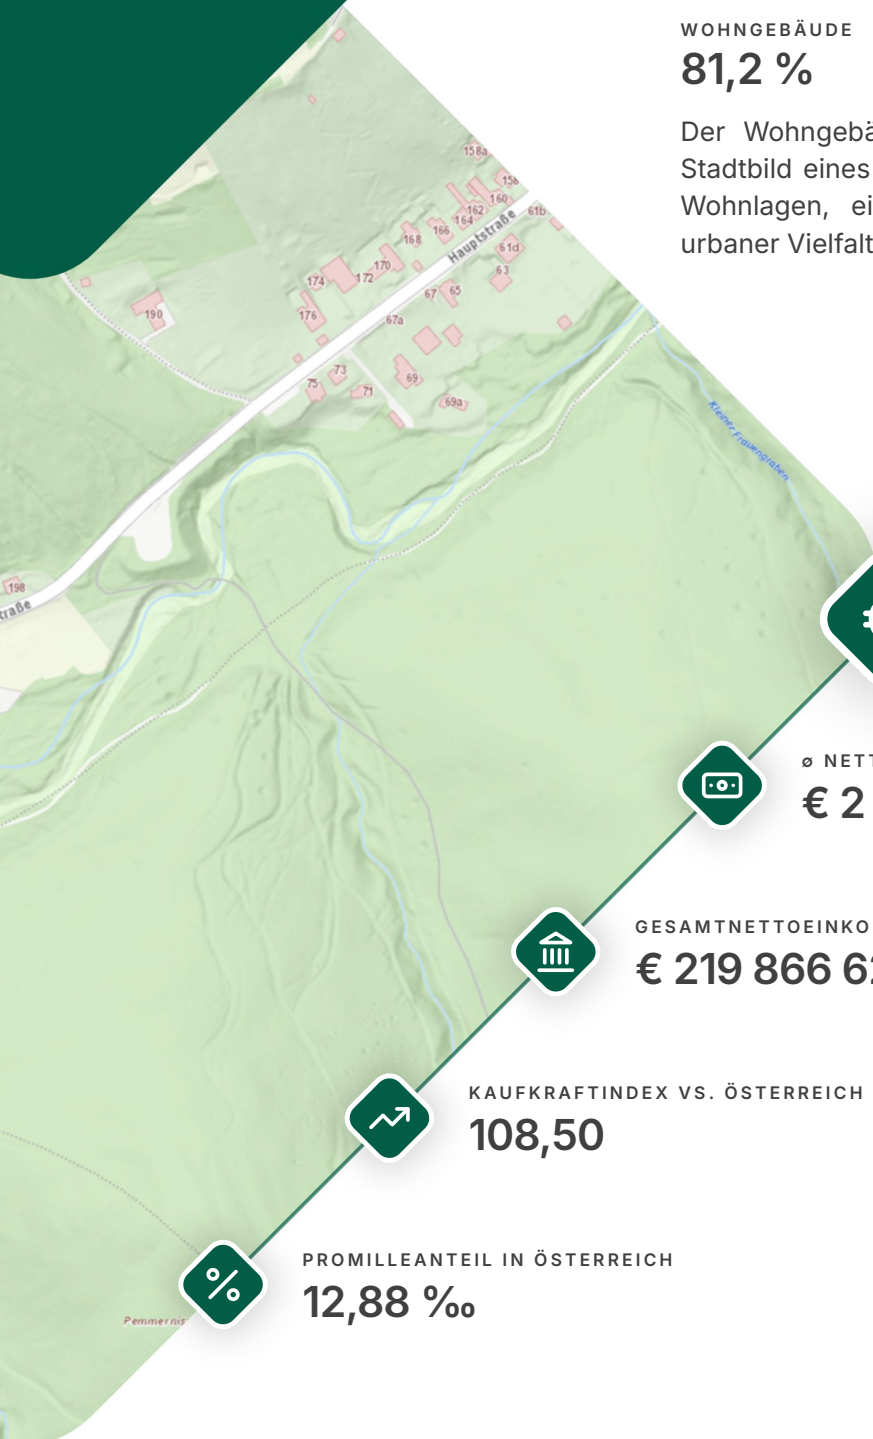 WOHNGEBÄUDE
81,2 %
Der Wohngebä
Stadtbild eines
Wohnlagen, ei
urbaner Vielfalt
158a
158
160
162
164
166
168
170
172
174
176
190
Hauptstraße
61b
61d
63
65
67
67a
69
69a
71
73
75
Kleiner Frauengraben
198
traße
ø NETT
€ 2
GESAMTNETTOEINKO
€ 219 866 62
KAUFKRAFTINDEX VS. ÖSTERREICH
108,50
PROMILLEANTEIL IN ÖSTERREICH
12,88 ‰
Pemmernis